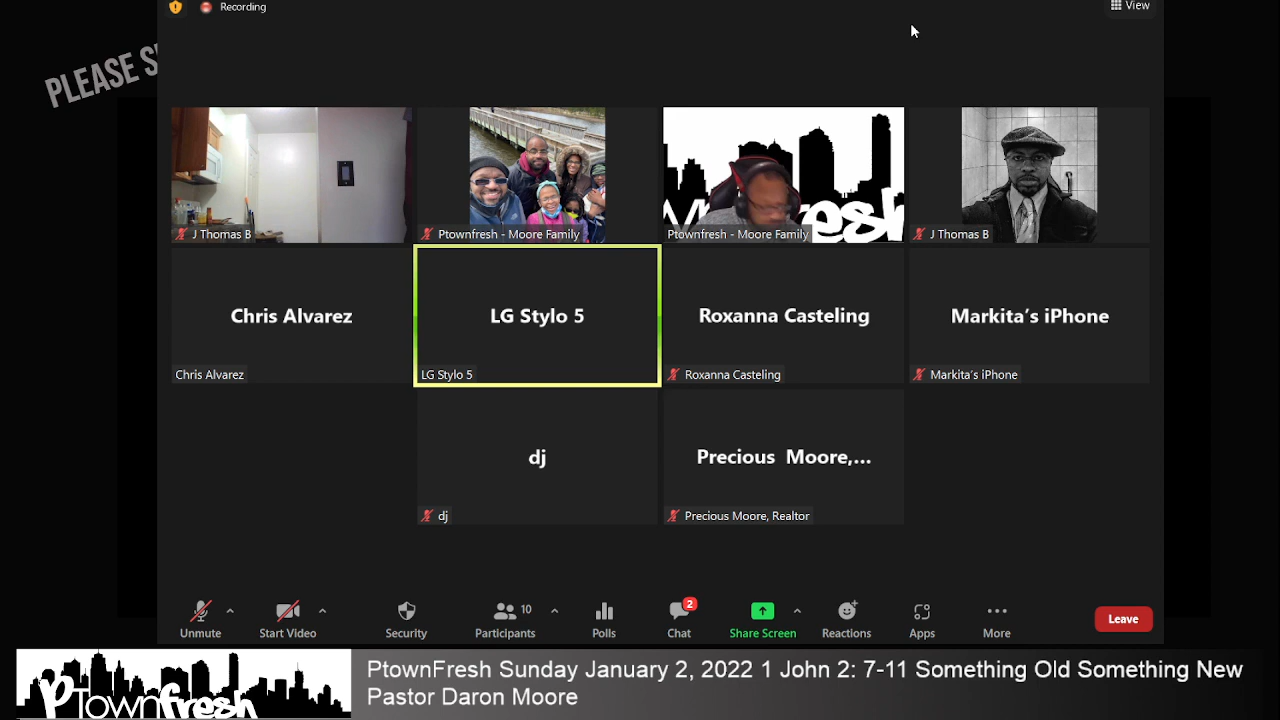 Recording
View
PLEASE S
J Thomas B
Ptownfresh - Moore Family
Ptownfresh - Moore Family
fresh
J Thomas B
Chris Alvarez
Chris Alvarez
LG Stylo 5
LG Stylo 5
Roxanna Casteling
Roxanna Casteling
Markita’s iPhone
Markita’s iPhone
dj
dj
Precious Moore,...
Precious Moore, Realtor
Unmute
Start Video
Security
10
Participants
Polls
2
Chat
Share Screen
Reactions
Apps
More
Leave
PTownfresh
PtownFresh Sunday January 2, 2022 1 John 2: 7-11 Something Old Something New
Pastor Daron Moore